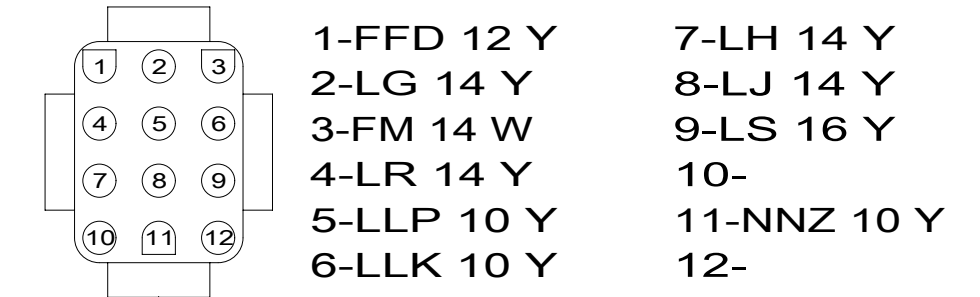 1 2 3
4 5 6
7 8 9
10 11 12
1-FFD 12 Y
2-LG 14 Y
3-FM 14 W
4-LR 14 Y
5-LLP 10 Y
6-LLK 10 Y
7-LH 14 Y
8-LJ 14 Y
9-LS 16 Y
10-
11-NNZ 10 Y
12-